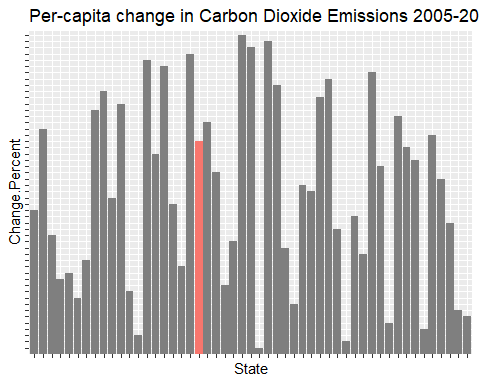 Per-capita change in Carbon Dioxide Emissions 2005-20
Change.Percent
State